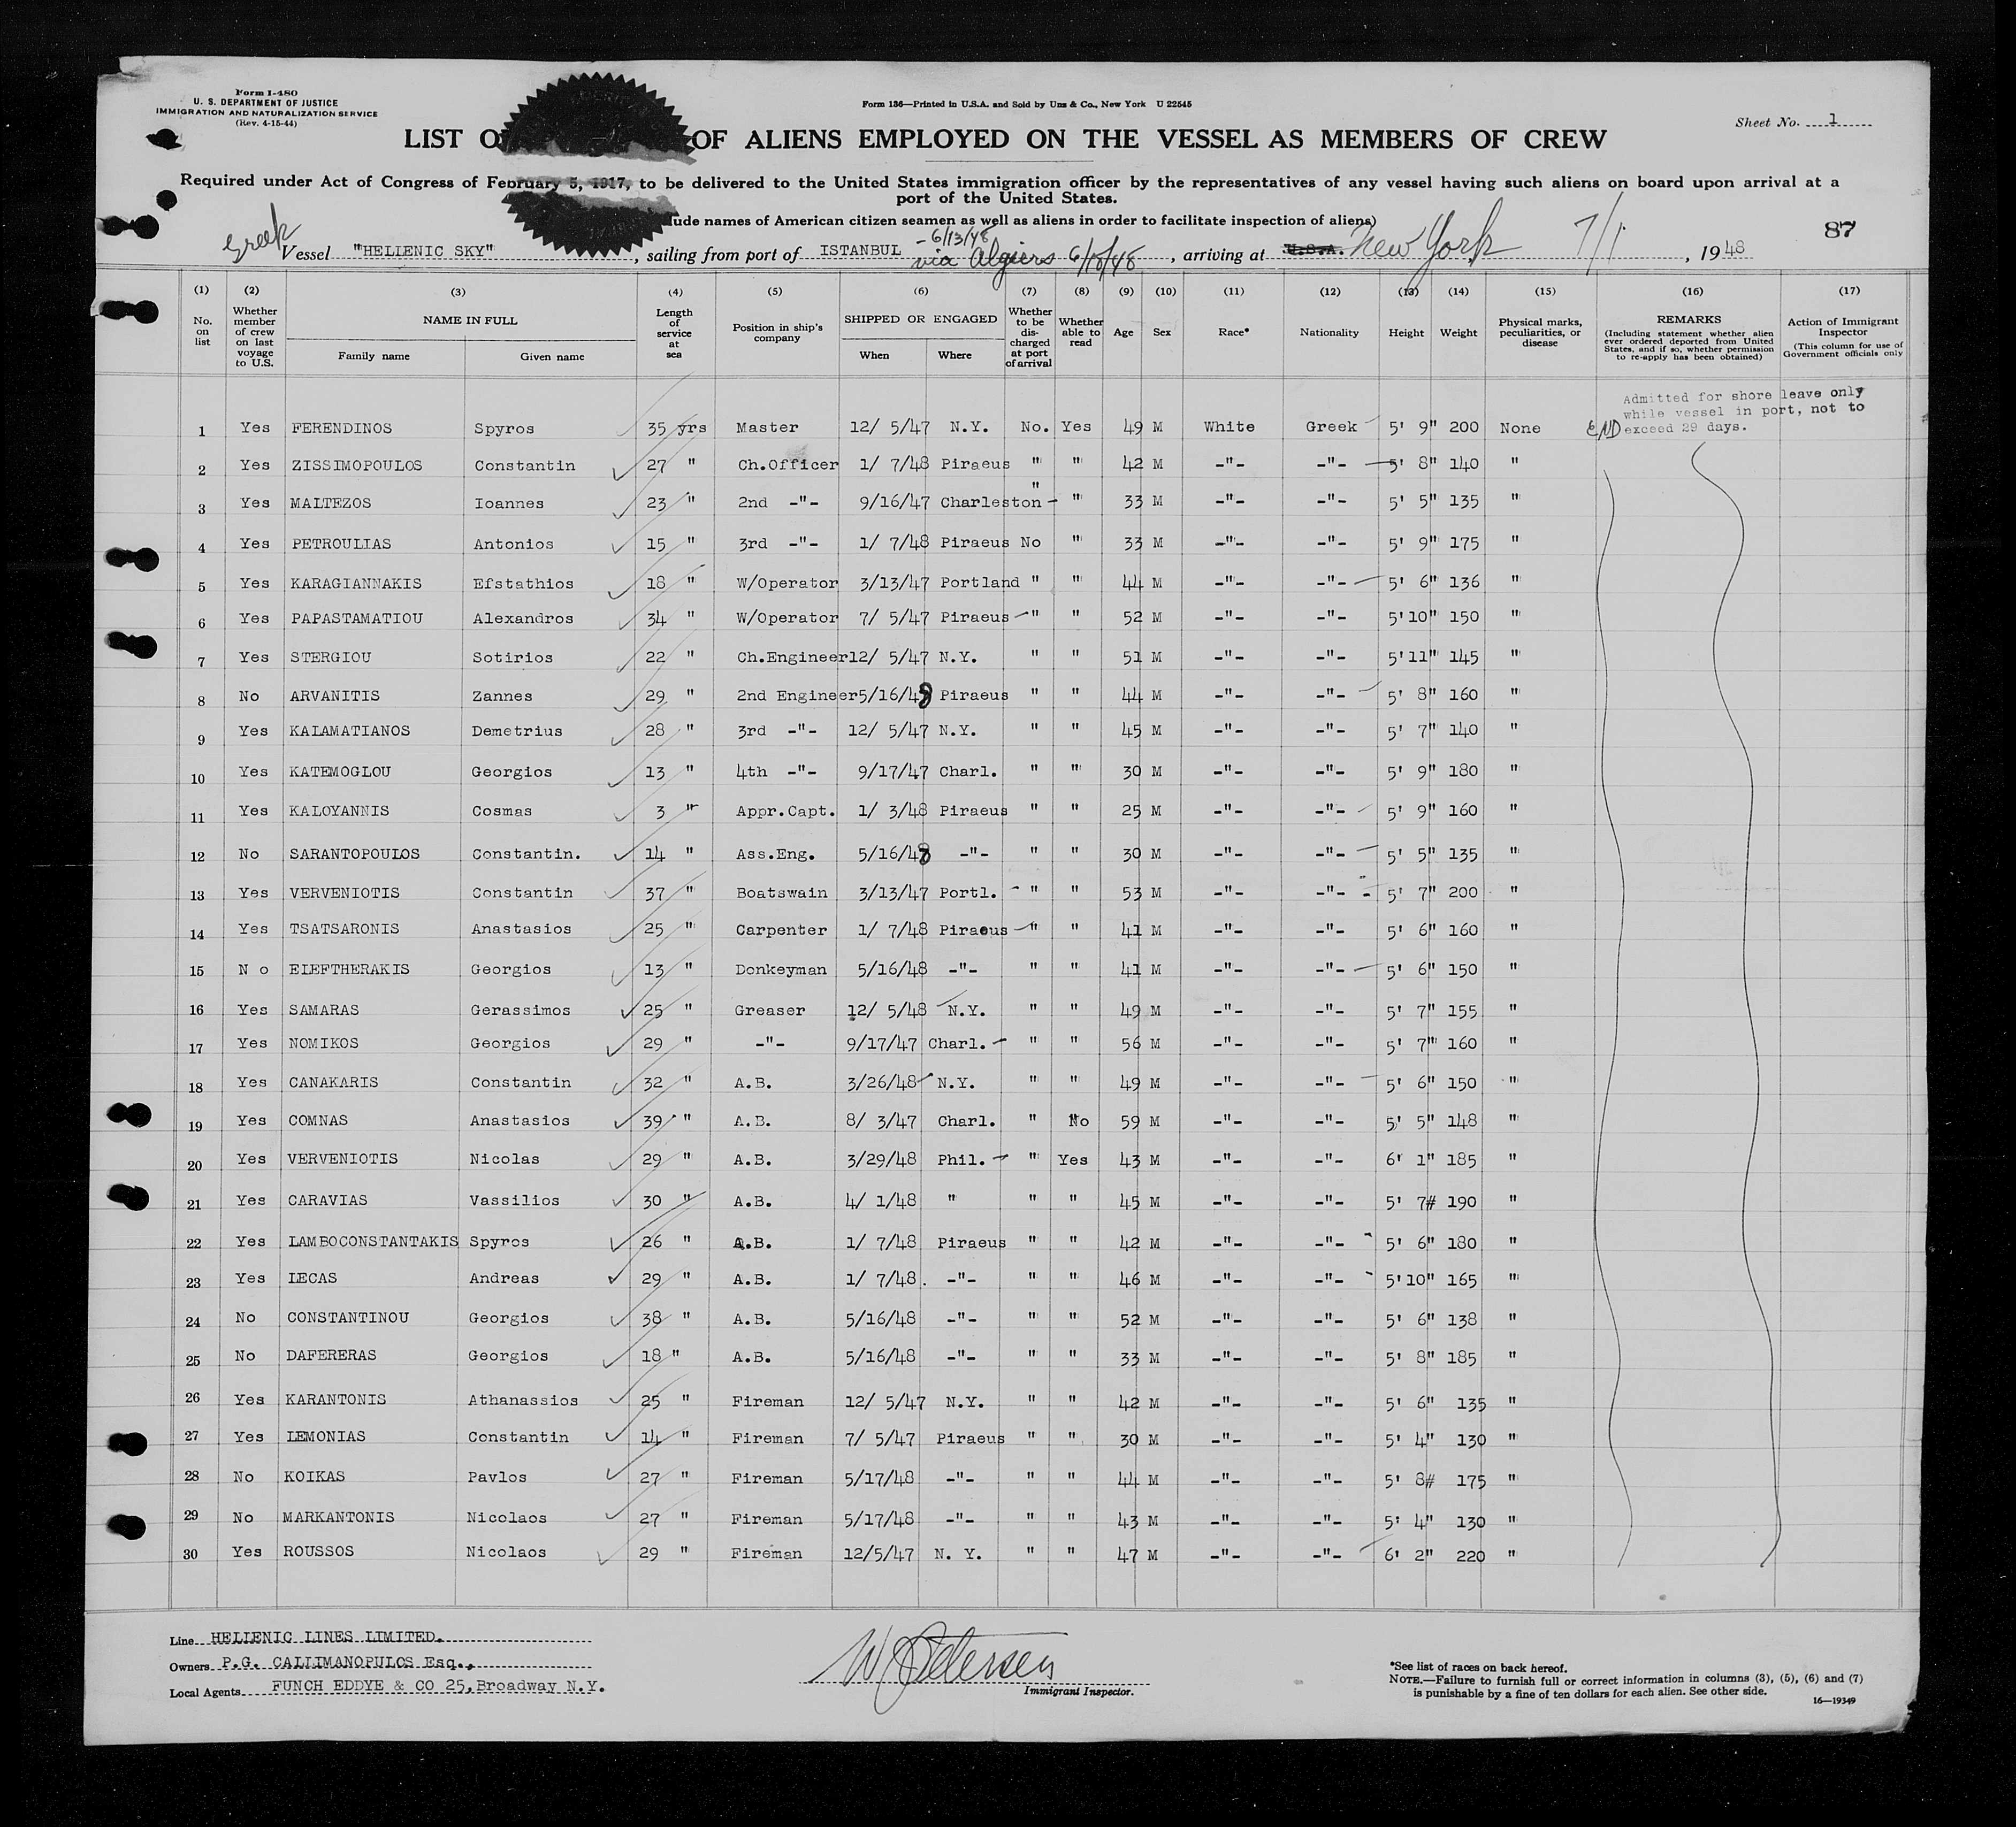 Form I-480
U. S. DEPARTMENT OF JUSTICE
IMMIGRATION AND NATURALIZATION SERVICE
(Rev. 4-15-44)
Form 136—Printed in U.S.A. and Sold by Unz & Co., New York U 22545
Sheet No. 1
LIST O OF ALIENS EMPLOYED ON THE VESSEL AS MEMBERS OF CREW
Required under Act of Congress of February 5, 1917, to be delivered to the United States immigration officer by the representatives of any vessel having such aliens on board upon arrival at a
port of the United States.
lude names of American citizen seamen as well as aliens in order to facilitate inspection of aliens)
87
Greek Vessel "HELLENIC SKY", sailing from port of ISTANBUL -6/13/48 via Algiers 6/18/48, arriving at U.S.A. New York 7/1, 1948
(1) (2) (3) (4) (5) (6) (7) (8) (9) (10) (11) (12) (13) (14) (15) (16) (17)
No. on list Whether member of crew on last voyage to U.S. NAME IN FULL Family name Given name Length of service at sea Position in ship's company SHIPPED OR ENGAGED When Where Whether to be discharged at port of arrival Whether able to read Age Sex Race* Nationality Height Weight Physical marks, peculiarities, or disease REMARKS (Including statement whether alien ever ordered deported from United States, and if so, whether permission to re-apply has been obtained) Action of Immigrant Inspector (This column for use of Government officials only
Admitted for shore leave only
while vessel in port, not to
exceed 29 days.
1 Yes FERENDINOS Spyros 35 yrs Master 12/ 5/47 N.Y. No. Yes 49 M White Greek 5' 9" 200 None
2 Yes ZISSIMOPOULOS Constantin 27 " Ch.Officer 1/ 7/48 Piraeus " " 42 M -"- -"- 5' 8" 140 "
3 Yes MALTEZOS Ioannes 23 " 2nd -"- 9/16/47 Charleston " " 33 M -"- -"- 5' 5" 135 "
4 Yes PETROULIAS Antonios 15 " 3rd -"- 1/ 7/48 Piraeus No " 33 M -"- -"- 5' 9" 175 "
5 Yes KARAGIANNAKIS Efstathios 18 " W/Operator 3/13/47 Portland " " 44 M -"- -"- 5' 6" 136 "
6 Yes PAPASTAMATIOU Alexandros 34 " W/Operator 7/ 5/47 Piraeus " " 52 M -"- -"- 5'10" 150 "
7 Yes STERGIOU Sotirios 22 " Ch.Engineer 12/ 5/47 N.Y. " " 51 M -"- -"- 5'11" 145 "
8 No ARVANITIS Zannes 29 " 2nd Engineer 5/16/48 Piraeus " " 44 M -"- -"- 5' 8" 160 "
9 Yes KALAMATIANOS Demetrius 28 " 3rd -"- 12/ 5/47 N.Y. " " 45 M -"- -"- 5' 7" 140 "
10 Yes KATEMOGLOU Georgios 13 " 4th -"- 9/17/47 Charl. " " 30 M -"- -"- 5' 9" 180 "
11 Yes KALOYANNIS Cosmas 3 " Appr.Capt. 1/ 3/48 Piraeus " " 25 M -"- -"- 5' 9" 160 "
12 No SARANTOPOULOS Constantin. 14 " Ass.Eng. 5/16/48 -"- " " 30 M -"- -"- 5' 5" 135 "
13 Yes VERVENIOTIS Constantin 37 " Boatswain 3/13/47 Portl. " " 53 M -"- -"- 5' 7" 200 "
14 Yes TSATSARONIS Anastasios 25 " Carpenter 1/ 7/48 Piraeus " " 41 M -"- -"- 5' 6" 160 "
15 N o ELEFTHERAKIS Georgios 13 " Donkeyman 5/16/48 -"- " " 41 M -"- -"- 5' 6" 150 "
16 Yes SAMARAS Gerassimos 25 " Greaser 12/ 5/48 N.Y. " " 49 M -"- -"- 5' 7" 155 "
17 Yes NOMIKOS Georgios 29 " -"- 9/17/47 Charl. " " 56 M -"- -"- 5' 7" 160 "
18 Yes CANAKARIS Constantin 32 " A.B. 3/26/48 N.Y. " " 49 M -"- -"- 5' 6" 150 "
19 Yes COMNAS Anastasios 39 " A.B. 8/ 3/47 Charl. " No 59 M -"- -"- 5' 5" 148 "
20 Yes VERVENIOTIS Nicolas 29 " A.B. 3/29/48 Phil. " Yes 43 M -"- -"- 6' 1" 185 "
21 Yes CARAVIAS Vassilios 30 " A.B. 4/ 1/48 " " " 45 M -"- -"- 5' 7# 190 "
22 Yes LAMBOCONSTANTAKIS Spyros 26 " A.B. 1/ 7/48 Piraeus " " 42 M -"- -"- 5' 6" 180 "
23 Yes LECAS Andreas 29 " A.B. 1/ 7/48. -"- " " 46 M -"- -"- 5'10" 165 "
24 No CONSTANTINOU Georgios 38 " A.B. 5/16/48 -"- " " 52 M -"- -"- 5' 6" 138 "
25 No DAFERERAS Georgios 18 " A.B. 5/16/48 -"- " " 33 M -"- -"- 5' 8" 185 "
26 Yes KARANTONIS Athanassios 25 " Fireman 12/ 5/47 N.Y. " " 42 M -"- -"- 5' 6" 135 "
27 Yes LEMONIAS Constantin 14 " Fireman 7/ 5/47 Piraeus " " 30 M -"- -"- 5' 4" 130 "
28 No KOIKAS Pavlos 27 " Fireman 5/17/48 -"- " " 44 M -"- -"- 5' 8# 175 "
29 No MARKANTONIS Nicolaos 27 " Fireman 5/17/48 -"- " " 43 M -"- -"- 5' 4" 130 "
30 Yes ROUSSOS Nicolaos 29 " Fireman 12/5/47 N. Y. " " 47 M -"- -"- 6' 2" 220 "
Line HELLENIC LINES LIMITED.
Owners P.G. CALLIMANOPULOS Esq.,
Local Agents FUNCH EDDYE & CO 25, Broadway N.Y.
W Petersen
Immigrant Inspector.
*See list of races on back hereof.
NOTE.—Failure to furnish full or correct information in columns (3), (5), (6) and (7)
is punishable by a fine of ten dollars for each alien. See other side.
16—19349